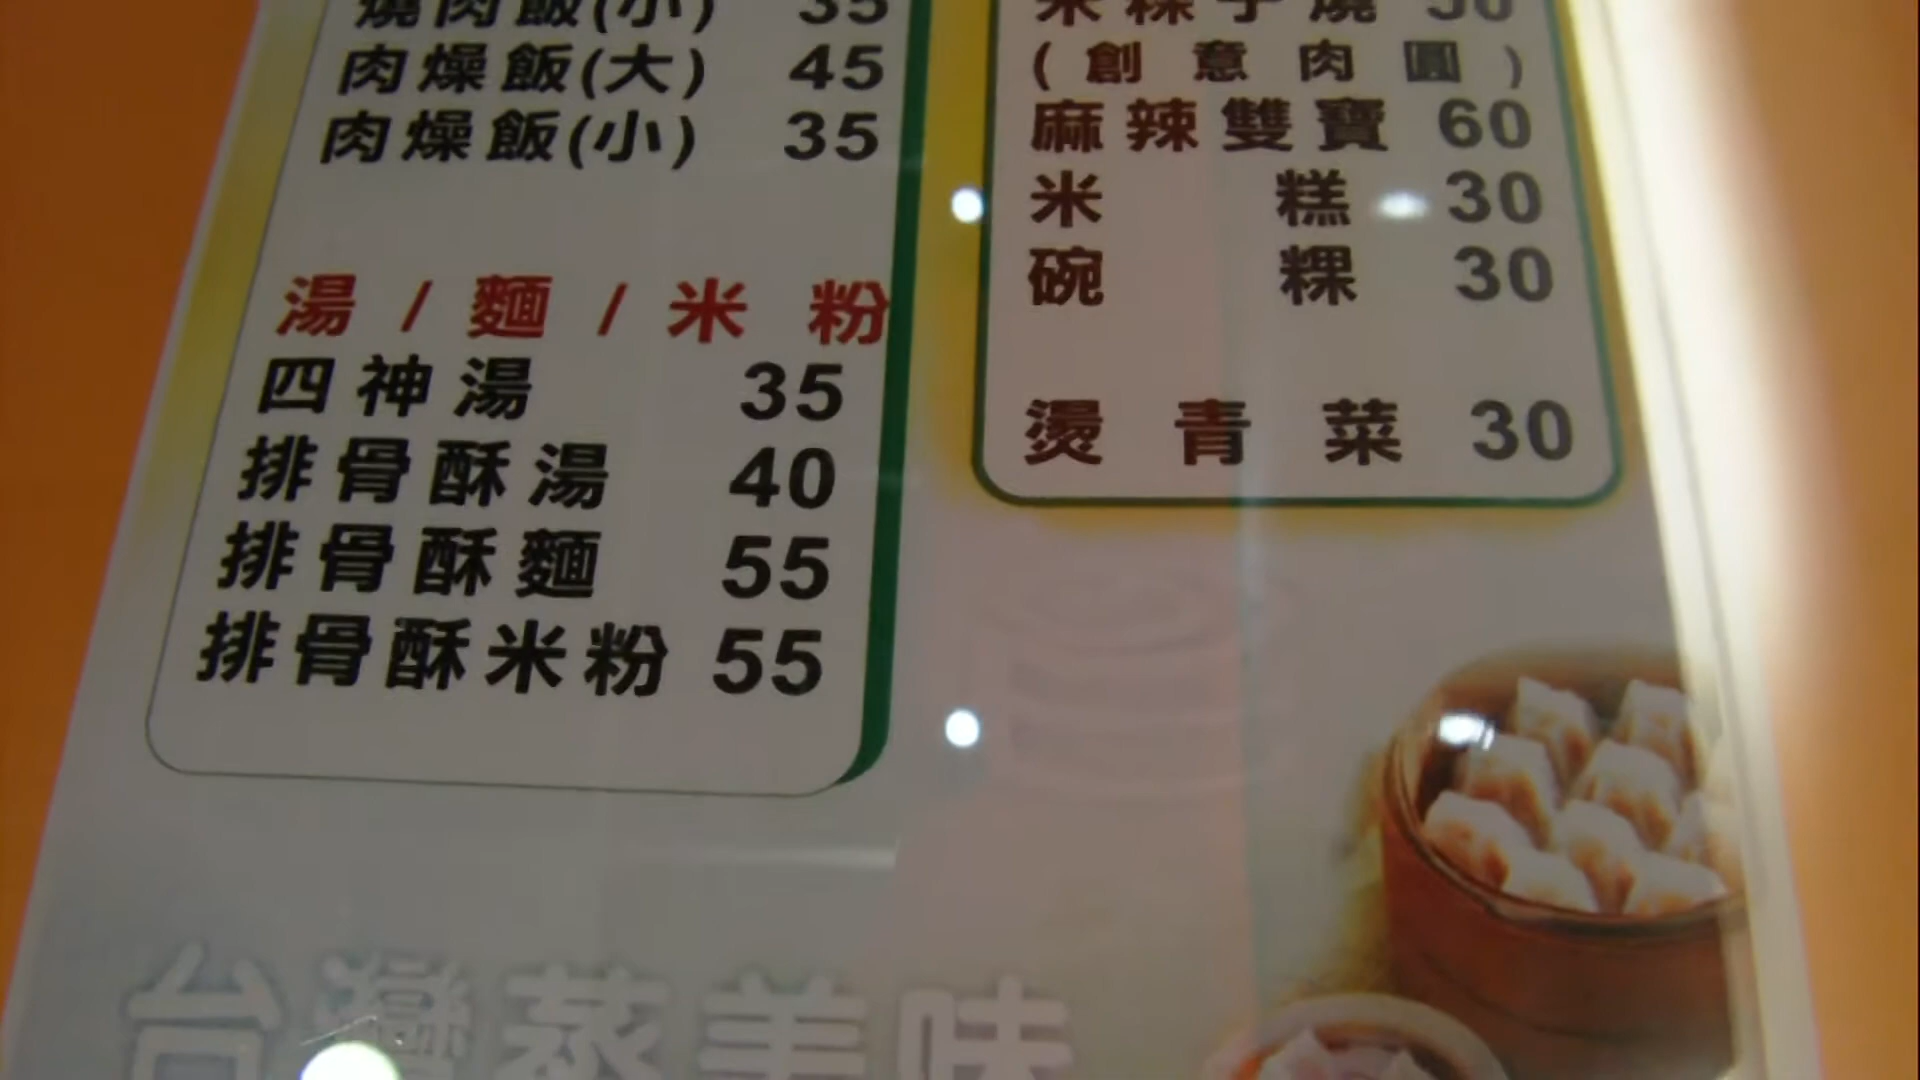 燒肉飯(小) 35
肉燥飯(大) 45
肉燥飯(小) 35
湯/麵/米粉
四神湯 35
排骨酥湯 40
排骨酥麵 55
排骨酥米粉 55
米粿子燒 50
(創意肉圓)
麻辣雙寶 60
米糕 30
碗粿 30
燙青菜 30
台灣蒸美味